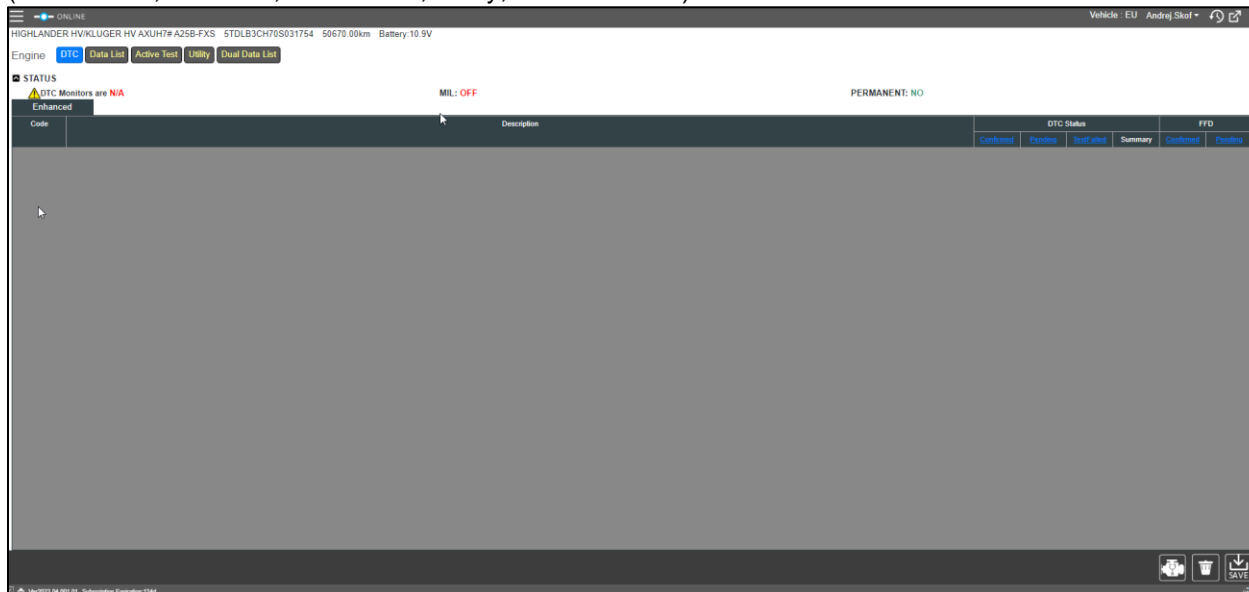 ONLINE Vehicle : EU Andrej.Skof
HIGHLANDER HV/KLUGER HV AXUH7# A25B-FXS 5TDLB3CH70S031754 50670.00km Battery:10.9V
Engine DTC Data List Active Test Utility Dual Data List
STATUS
DTC Monitors are N/A MIL: OFF PERMANENT: NO
Enhanced
Code Description DTC Status FFD
Confirmed Pending TestFailed Summary Confirmed Pending
SAVE
Subscription Expiration: